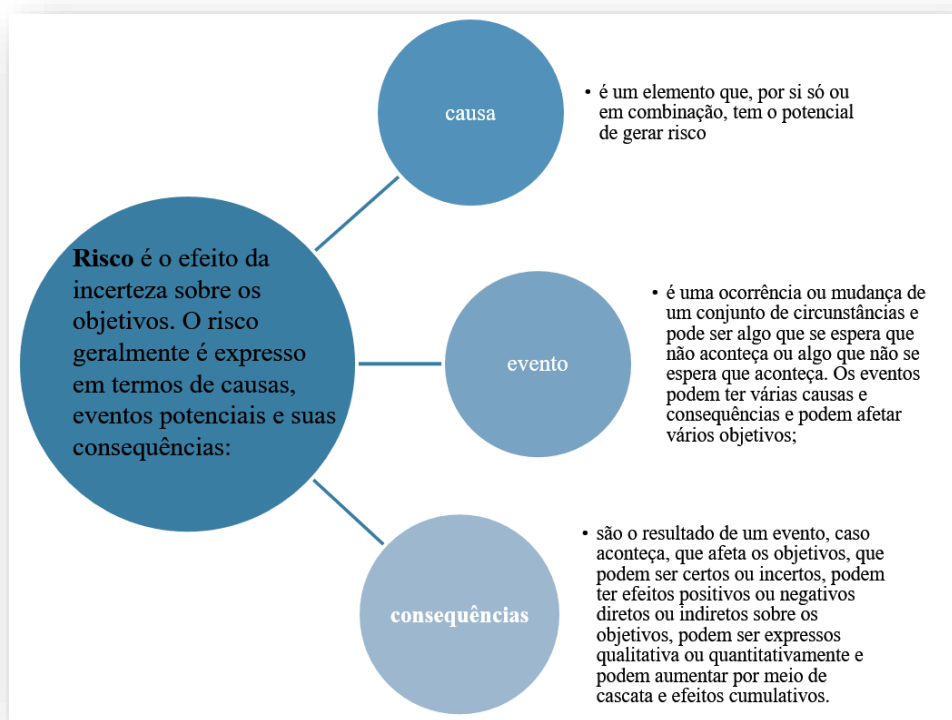 Risco é o efeito da
incerteza sobre os
objetivos. O risco
geralmente é expresso
em termos de causas,
eventos potenciais e suas
consequências:
causa
• é um elemento que, por si só ou
em combinação, tem o potencial
de gerar risco
evento
• é uma ocorrência ou mudança de
um conjunto de circunstâncias e
pode ser algo que se espera que
não aconteça ou algo que não se
espera que aconteça. Os eventos
podem ter várias causas e
consequências e podem afetar
vários objetivos;
consequências
• são o resultado de um evento, caso
aconteça, que afeta os objetivos, que
podem ser certos ou incertos, podem
ter efeitos positivos ou negativos
diretos ou indiretos sobre os
objetivos, podem ser expressos
qualitativa ou quantitativamente e
podem aumentar por meio de
cascata e efeitos cumulativos.